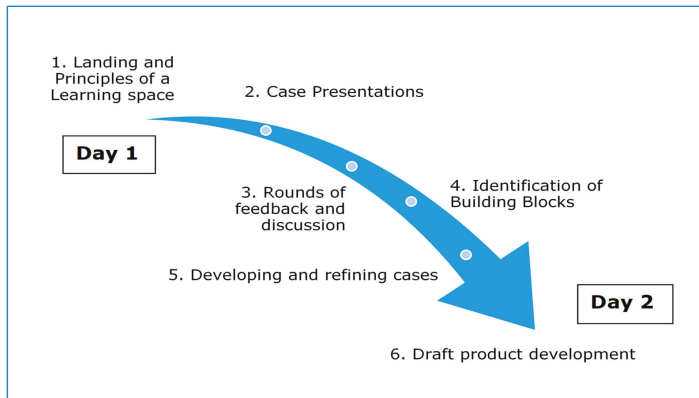 1. Landing and
Principles of a
Learning space
2. Case Presentations
Day 1
3. Rounds of
feedback and
discussion
4. Identification of
Building Blocks
5. Developing and refining cases
Day 2
6. Draft product development